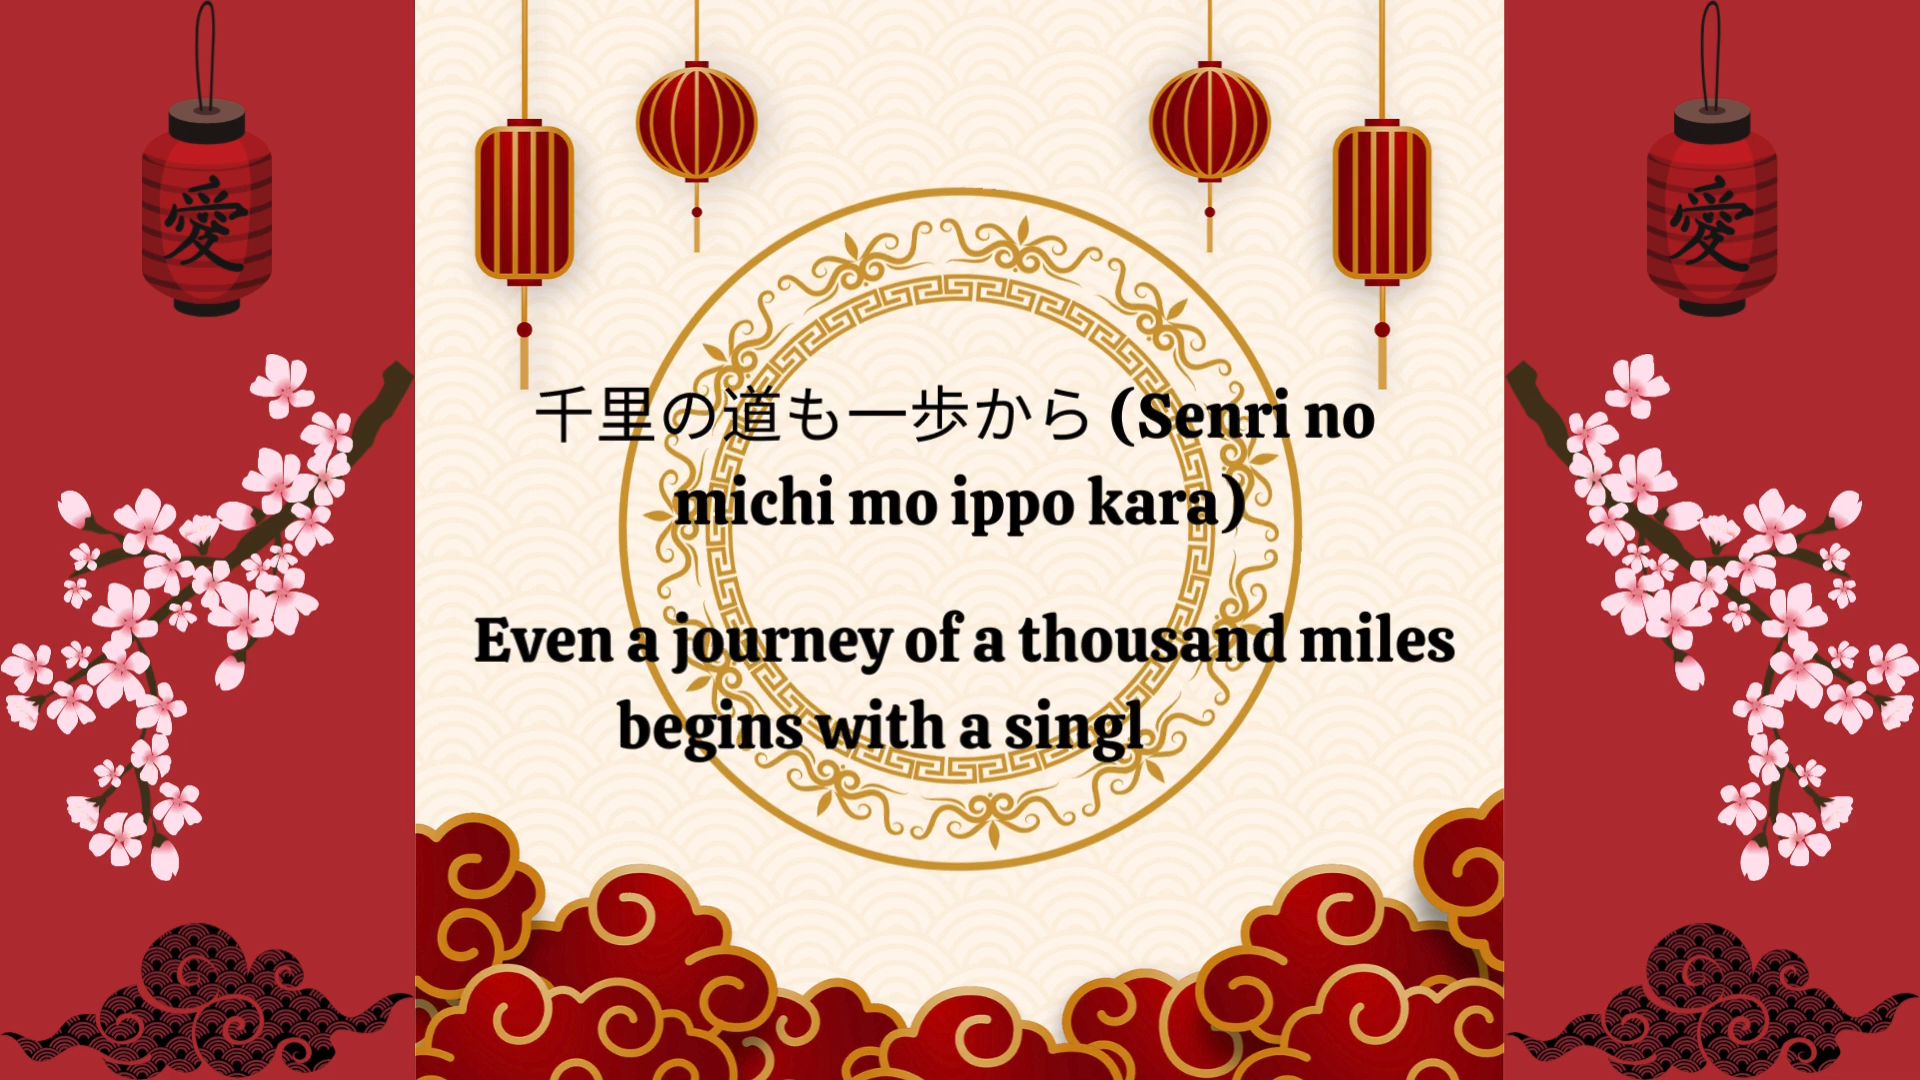 愛
愛
千里の道も一歩から (Senri no
michi mo ippo kara)
Even a journey of a thousand miles
begins with a singl